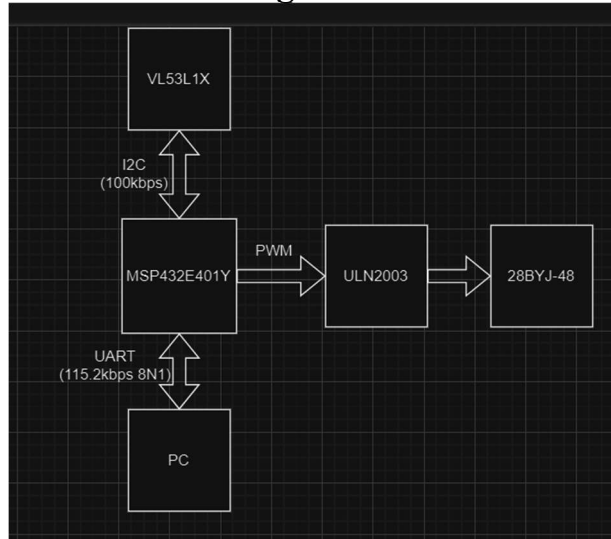 VL53L1X
I2C
(100kbps)
MSP432E401Y
PWM
ULN2003
28BYJ-48
UART
(115.2kbps 8N1)
PC